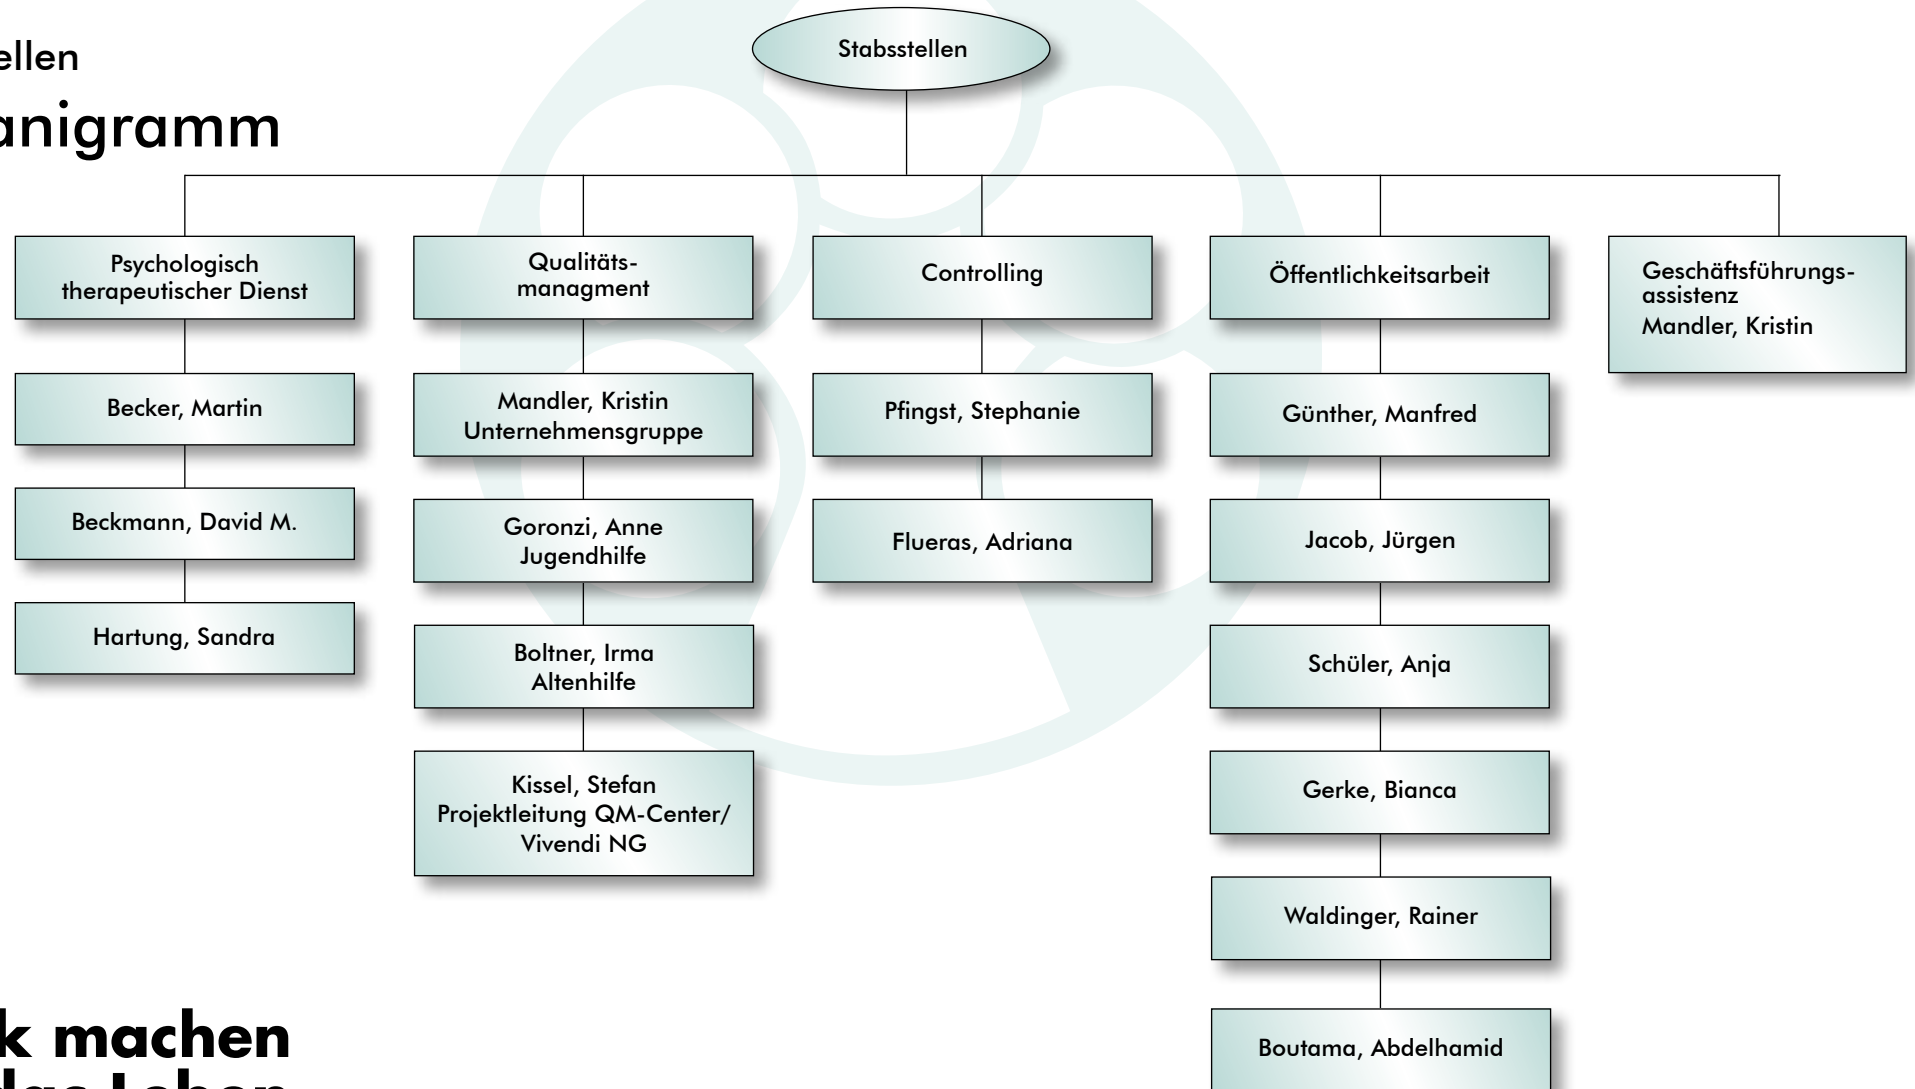 ellen
anigramm
Stabsstellen
Psychologisch
therapeutischer Dienst
Becker, Martin
Beckmann, David M.
Hartung, Sandra
Qualitäts-
managment
Mandler, Kristin
Unternehmensgruppe
Goronzi, Anne
Jugendhilfe
Boltner, Irma
Altenhilfe
Kissel, Stefan
Projektleitung QM-Center/
Vivendi NG
Controlling
Pfingst, Stephanie
Flueras, Adriana
Öffentlichkeitsarbeit
Günther, Manfred
Jacob, Jürgen
Schüler, Anja
Gerke, Bianca
Waldinger, Rainer
Boutama, Abdelhamid
Geschäftsführungs-
assistenz
Mandler, Kristin
k machen
das Leben